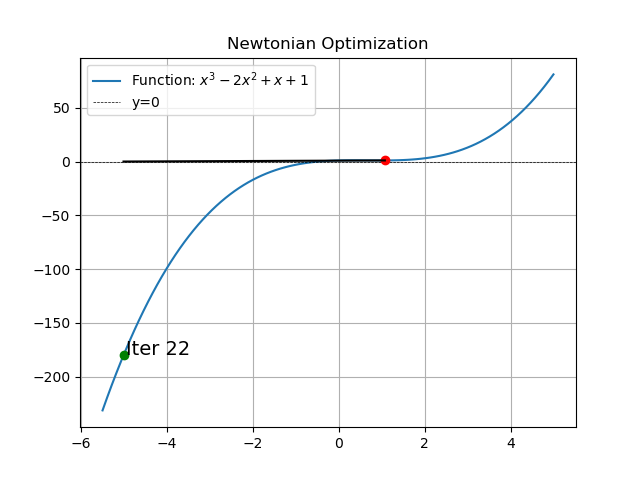 Newtonian Optimization
Function: $x^3 - 2x^2 + x + 1$
y=0
50
0
−50
−100
−150
−200
Iter 22
−6 −4 −2 0 2 4